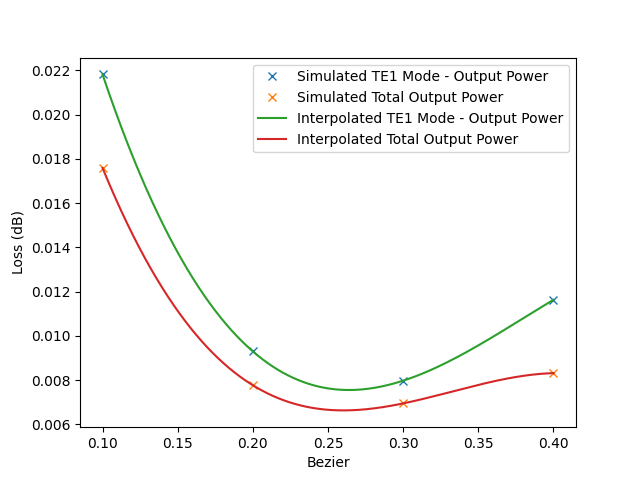 Simulated TE1 Mode - Output Power
Simulated Total Output Power
Interpolated TE1 Mode - Output Power
Interpolated Total Output Power
Loss (dB)
0.022
0.020
0.018
0.016
0.014
0.012
0.010
0.008
0.006
0.10 0.15 0.20 0.25 0.30 0.35 0.40
Bezier